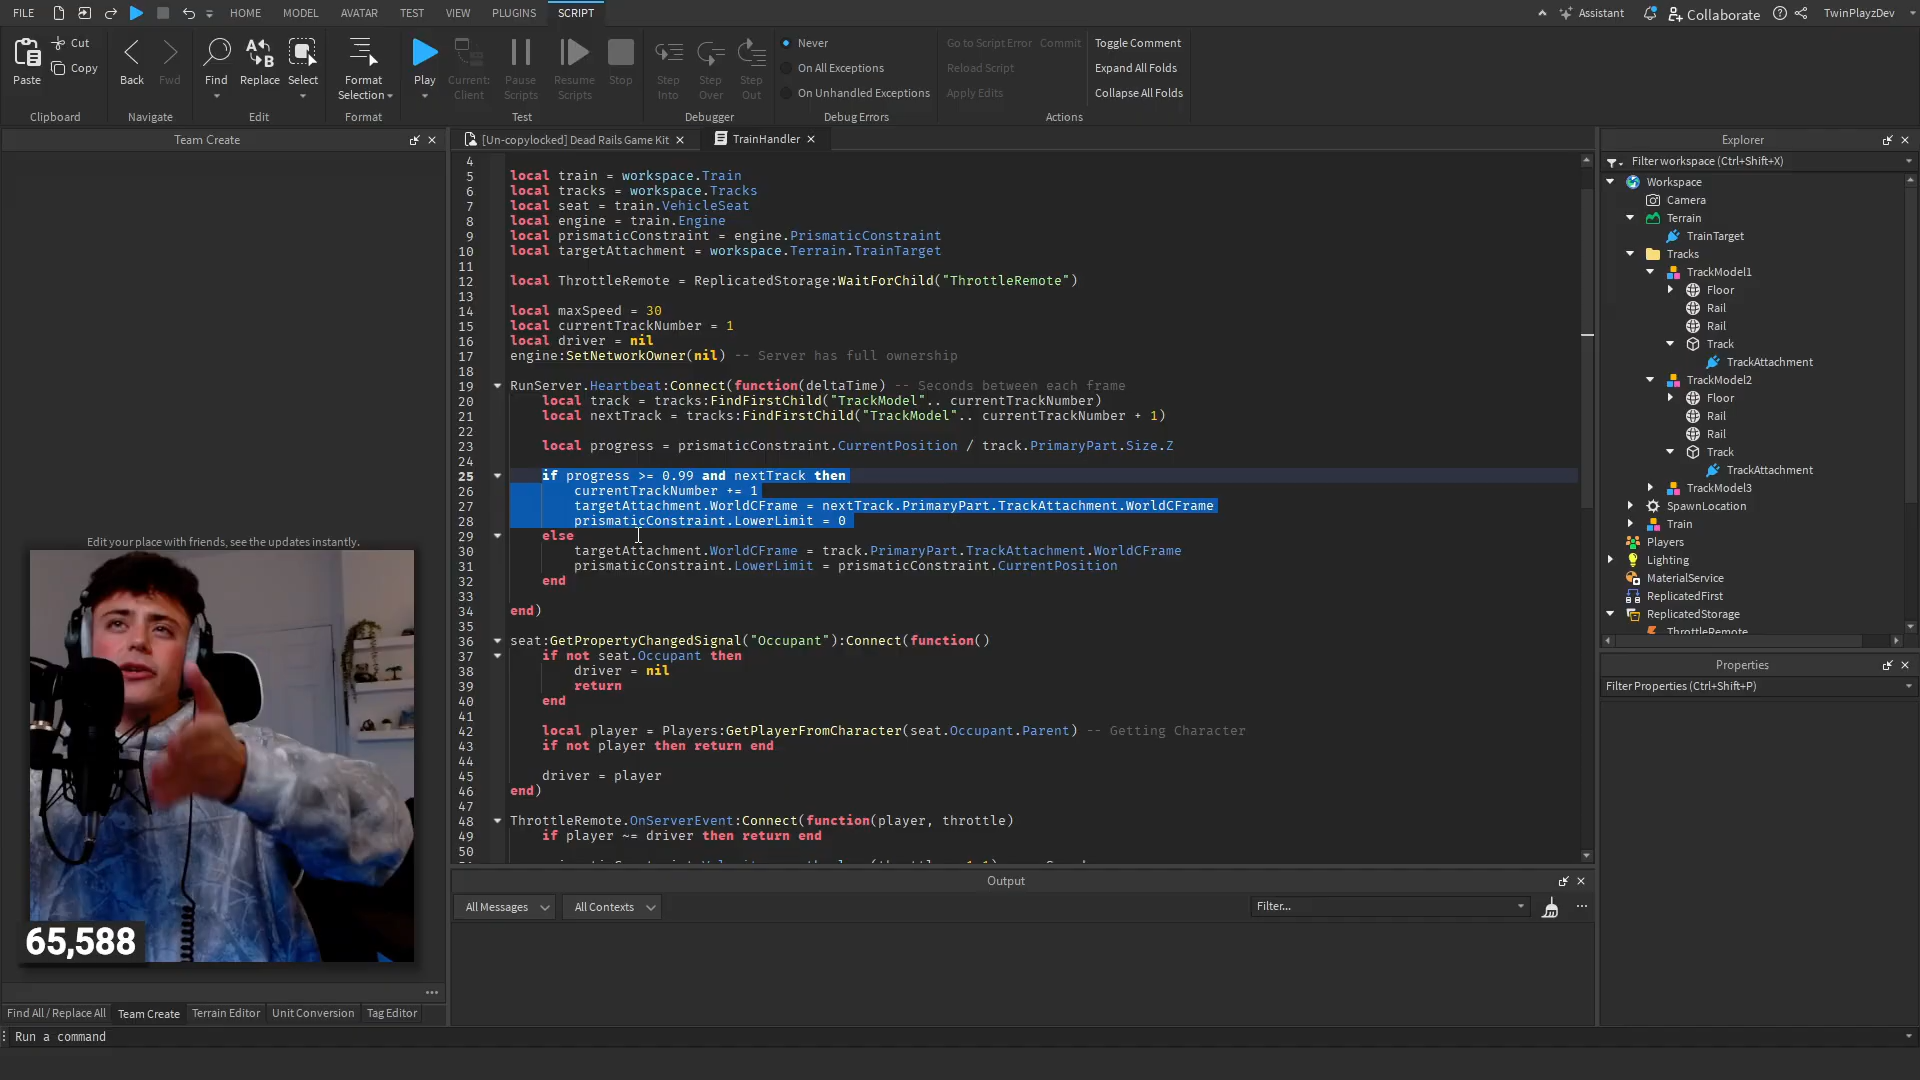 FILE HOME MODEL AVATAR TEST VIEW PLUGINS SCRIPT Assistant Collaborate TwinPlayzDev
Cut
Copy
Paste
Back Fwd
Find Replace Select
Format Selection
Play Current: Client Pause Scripts Resume Scripts Stop
Step Into Step Over Step Out
Never
On All Exceptions
On Unhandled Exceptions
Go to Script Error Commit
Reload Script
Apply Edits
Toggle Comment
Expand All Folds
Collapse All Folds
Clipboard Navigate Edit Format Test Debugger Debug Errors Actions
Team Create
Edit your place with friends, see the updates instantly.
65,588
Find All / Replace All Team Create Terrain Editor Unit Conversion Tag Editor
Run a command
[Un-copylocked] Dead Rails Game Kit TrainHandler
4
5 local train = workspace.Train
6 local tracks = workspace.Tracks
7 local seat = train.VehicleSeat
8 local engine = train.Engine
9 local prismaticConstraint = engine.PrismaticConstraint
10 local targetAttachment = workspace.Terrain.TrainTarget
11
12 local ThrottleRemote = ReplicatedStorage:WaitForChild("ThrottleRemote")
13
14 local maxSpeed = 30
15 local currentTrackNumber = 1
16 local driver = nil
17 engine:SetNetworkOwner(nil) -- Server has full ownership
18
19 RunServer.Heartbeat:Connect(function(deltaTime) -- Seconds between each frame
20 local track = tracks:FindFirstChild("TrackModel".. currentTrackNumber)
21 local nextTrack = tracks:FindFirstChild("TrackModel".. currentTrackNumber + 1)
22
23 local progress = prismaticConstraint.CurrentPosition / track.PrimaryPart.Size.Z
24
25 if progress >= 0.99 and nextTrack then
26 currentTrackNumber += 1
27 targetAttachment.WorldCFrame = nextTrack.PrimaryPart.TrackAttachment.WorldCFrame
28 prismaticConstraint.LowerLimit = 0
29 else
30 targetAttachment.WorldCFrame = track.PrimaryPart.TrackAttachment.WorldCFrame
31 prismaticConstraint.LowerLimit = prismaticConstraint.CurrentPosition
32 end
33
34 end)
35
36 seat:GetPropertyChangedSignal("Occupant"):Connect(function()
37 if not seat.Occupant then
38 driver = nil
39 return
40 end
41
42 local player = Players:GetPlayerFromCharacter(seat.Occupant.Parent) -- Getting Character
43 if not player then return end
44
45 driver = player
46 end)
47
48 ThrottleRemote.OnServerEvent:Connect(function(player, throttle)
49 if player ~= driver then return end
50
Output
All Messages All Contexts Filter...
Explorer
Filter workspace (Ctrl+Shift+X)
Workspace
Camera
Terrain
TrainTarget
Tracks
TrackModel1
Floor
Rail
Rail
Track
TrackAttachment
TrackModel2
Floor
Rail
Rail
Track
TrackAttachment
TrackModel3
SpawnLocation
Train
Players
Lighting
MaterialService
ReplicatedFirst
ReplicatedStorage
ThrottleRemote
Properties
Filter Properties (Ctrl+Shift+P)